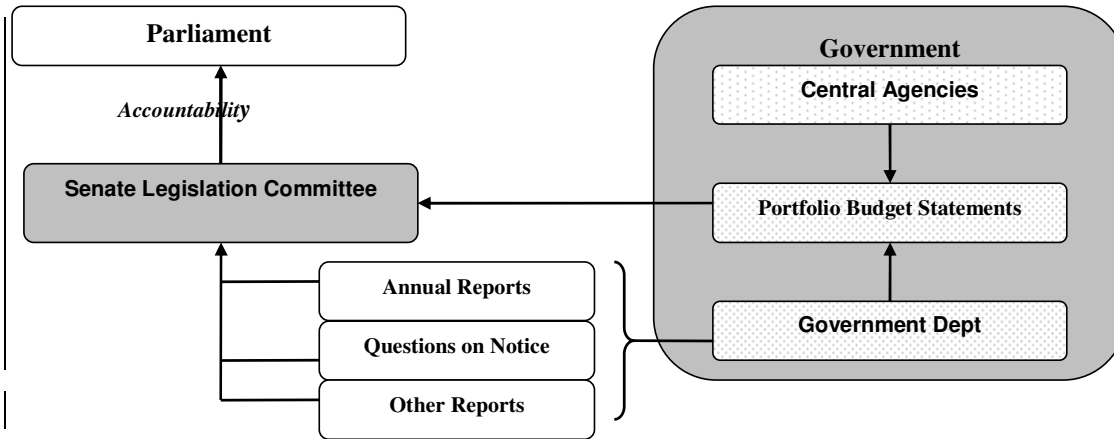 Parliament
Government
Central Agencies
Accountability
Senate Legislation Committee
Portfolio Budget Statements
Annual Reports
Government Dept
Questions on Notice
Other Reports